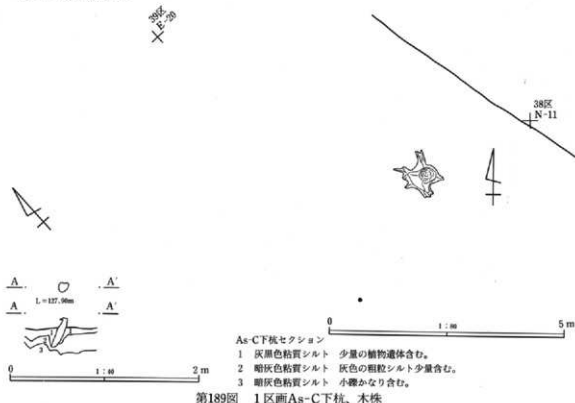 39区
E-20
38区
N-11
A A'
L=127.90m
A A'
1
2
3
0 1:40 2 m
0 1:80 5 m
As-C下杭セクション
1 灰黒色粘質シルト 少量の植物遺体含む。
2 暗灰色粘質シルト 灰色の粗粒シルト少量含む。
3 暗灰色粘質シルト 小礫かなり含む。
第189図 1区画As-C下杭、木株